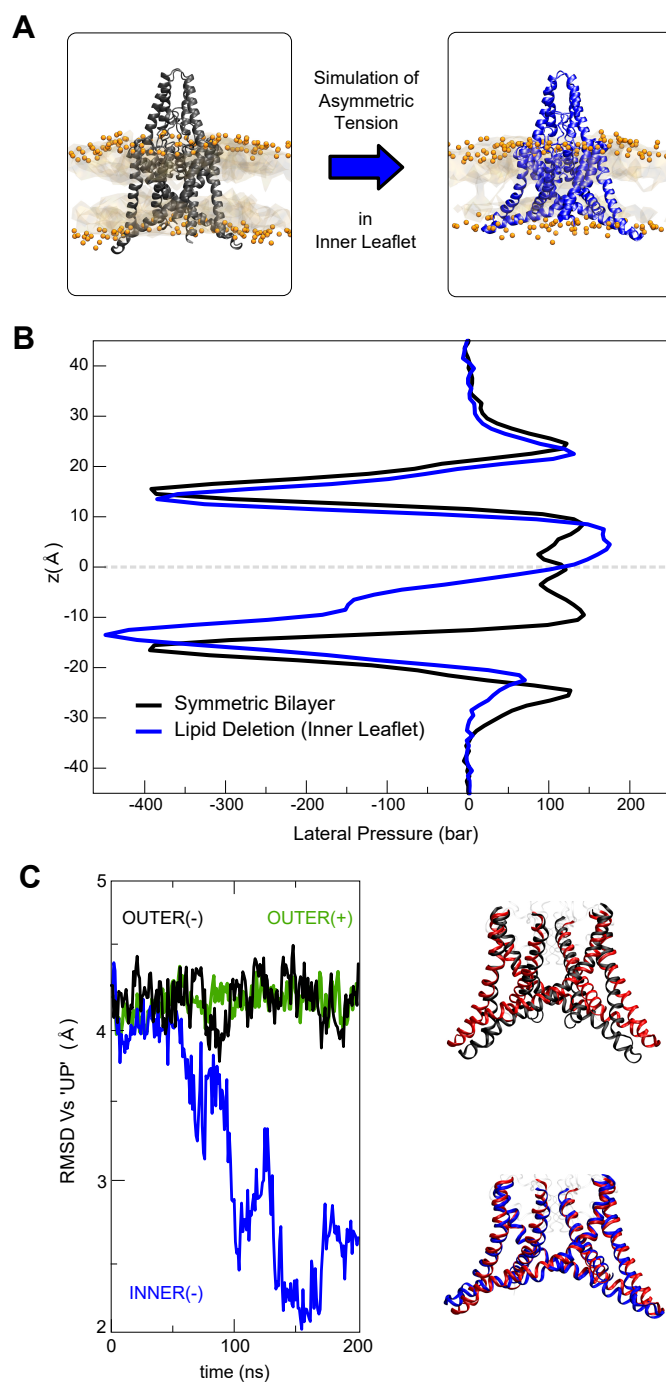 A
Simulation of
Asymmetric
Tension
in
Inner Leaflet
B
40
30
20
10
0
-10
-20
-30
-40
z(Å)
Symmetric Bilayer
Lipid Deletion (Inner Leaflet)
-400
-300
-200
-100
0
100
200
Lateral Pressure (bar)
C
5
4
3
2
RMSD Vs 'UP' (Å)
OUTER(-)
OUTER(+)
INNER(-)
0
100
200
time (ns)